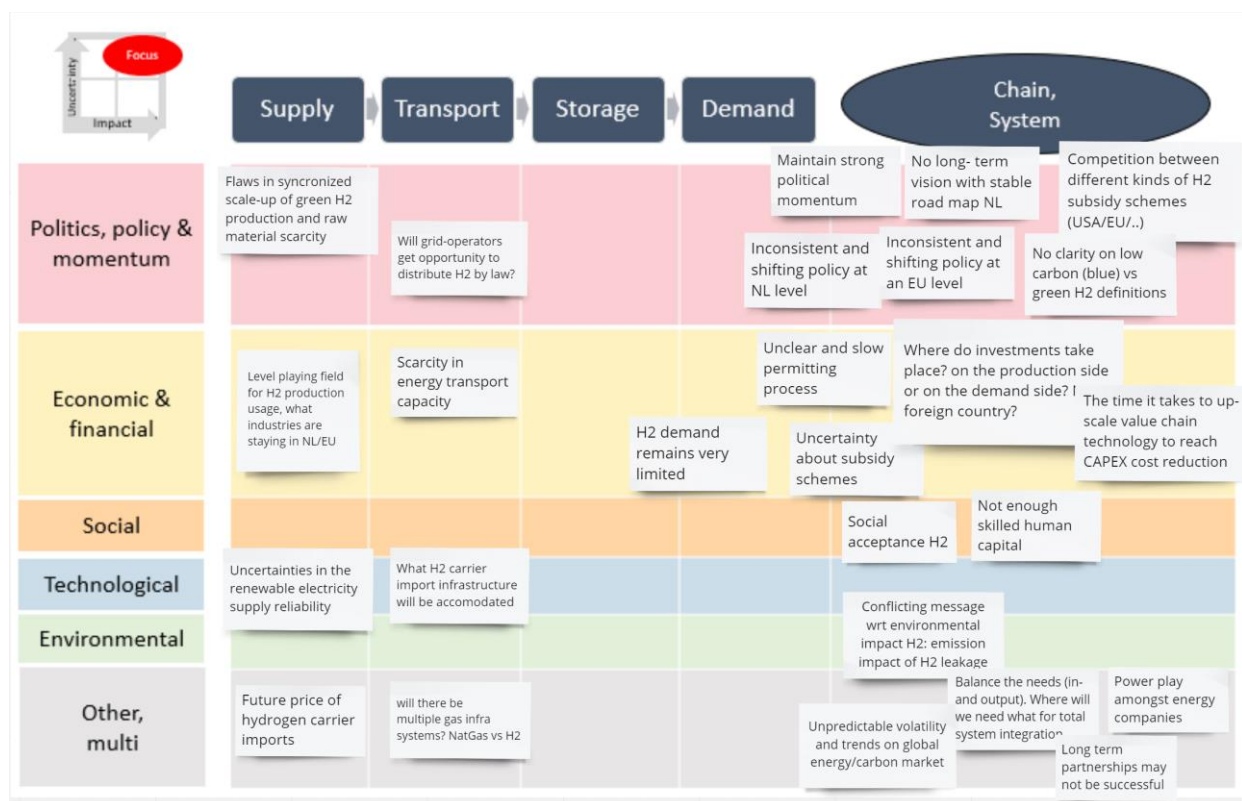 Focus
Uncertrinty
Impact
Supply
Transport
Storage
Demand
Chain,
System
Politics, policy &
momentum
Flaws in syncronized
scale-up of green H2
production and raw
material scarcity
Will grid-operators
get opportunity to
distribute H2 by law?
Maintain strong
political
momentum
No long- term
vision with stable
road map NL
Competition between
different kinds of H2
subsidy schemes
(USA/EU/..)
Inconsistent and
shifting policy at
NL level
Inconsistent and
shifting policy at
an EU level
No clarity on low
carbon (blue) vs
green H2 definitions
Economic &
financial
Level playing field
for H2 production
usage, what
industries are
staying in NL/EU
Scarcity in
energy transport
capacity
H2 demand
remains very
limited
Unclear and slow
permitting
process
Uncertainty
about subsidy
schemes
Where do investments take
place? on the production side
or on the demand side?
foreign country?
The time it takes to up-
scale value chain
technology to reach
CAPEX cost reduction
Social
Social
acceptance H2
Not enough
skilled human
capital
Technological
Uncertainties in the
renewable electricity
supply reliability
What H2 carrier
import infrastructure
will be accomodated
Environmental
Conflicting message
wrt environmental
impact H2: emission
impact of H2 leakage
Other,
multi
Future price of
hydrogen carrier
imports
will there be
multiple gas infra
systems? NatGas vs H2
Unpredictable volatility
and trends on global
energy/carbon market
Balance the needs (in-
and output). Where will
we need what for total
system integration
Power play
amongst energy
companies
Long term
partnerships may
not be successful